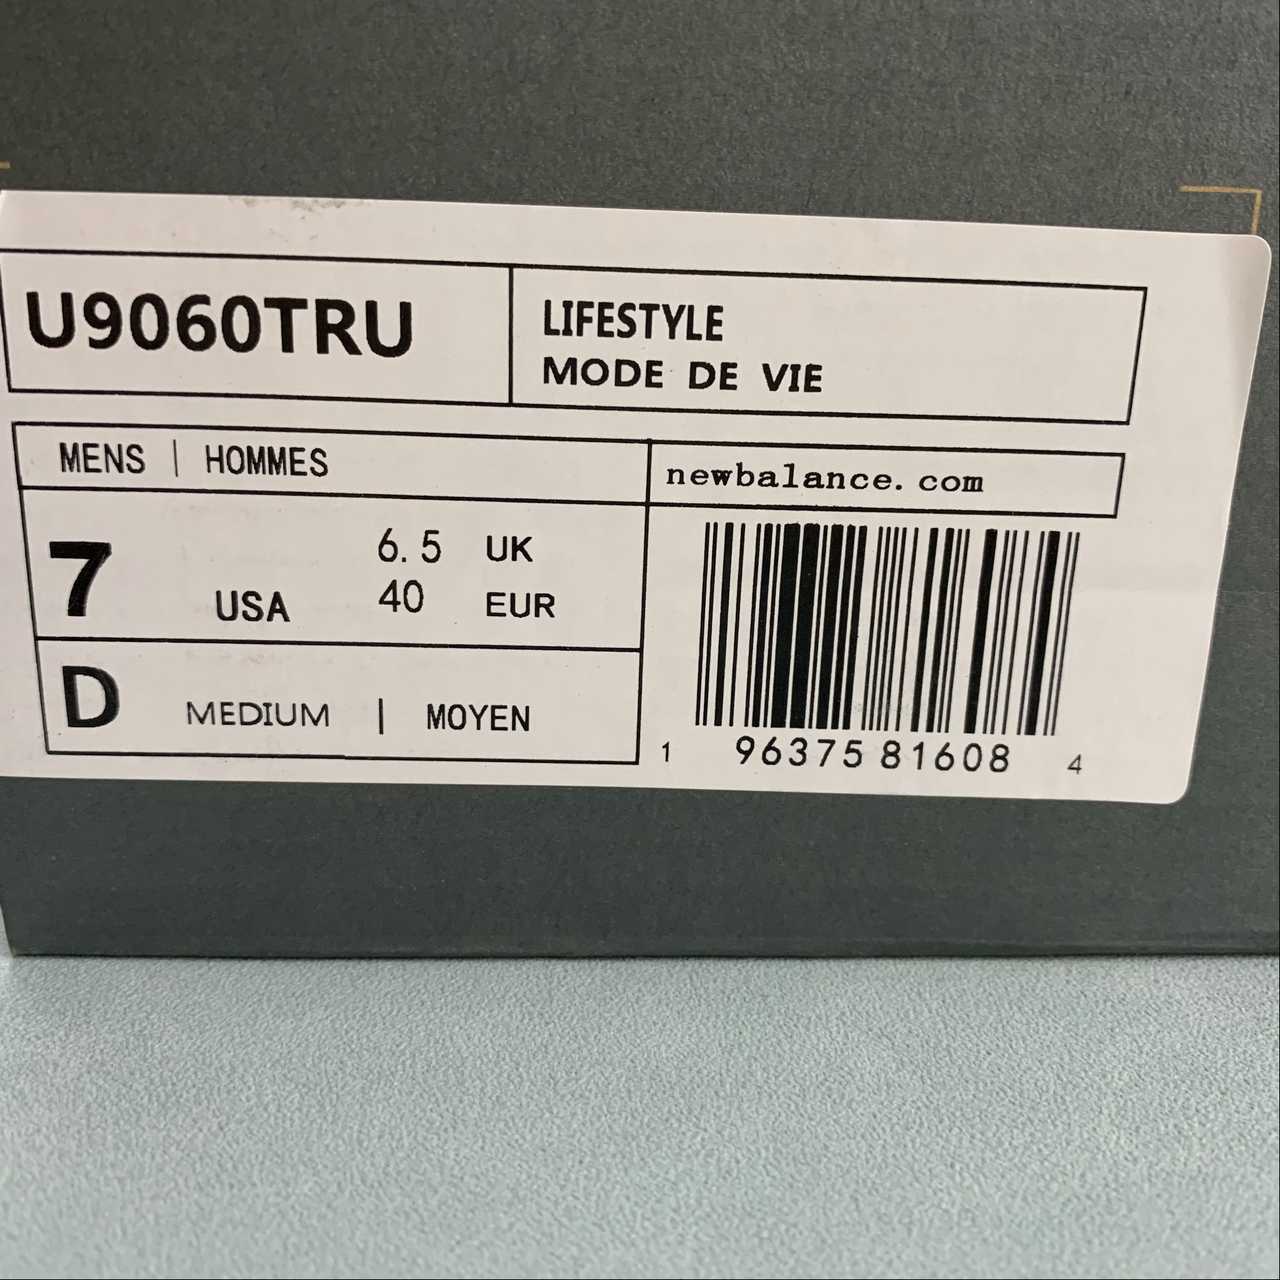 U9060TRU
LIFESTYLE
MODE DE VIE
MENS | HOMMES
newbalance.com
7 USA
6.5 UK
40 EUR
D MEDIUM | MOYEN
1 96375 81608 4